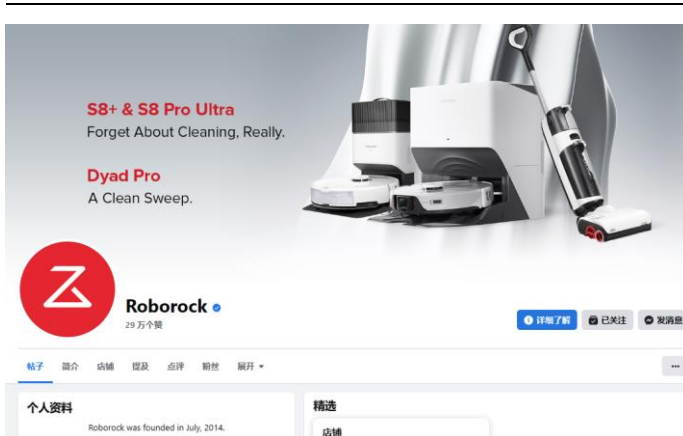 S8+ & S8 Pro Ultra
Forget About Cleaning, Really.
Dyad Pro
A Clean Sweep.
Roborock
29 万个赞
详细了解 已关注 发消息
帖子 简介 店铺 提及 点评 粉丝 展开
个人资料
精选
Roborock was founded in July, 2014.
店铺